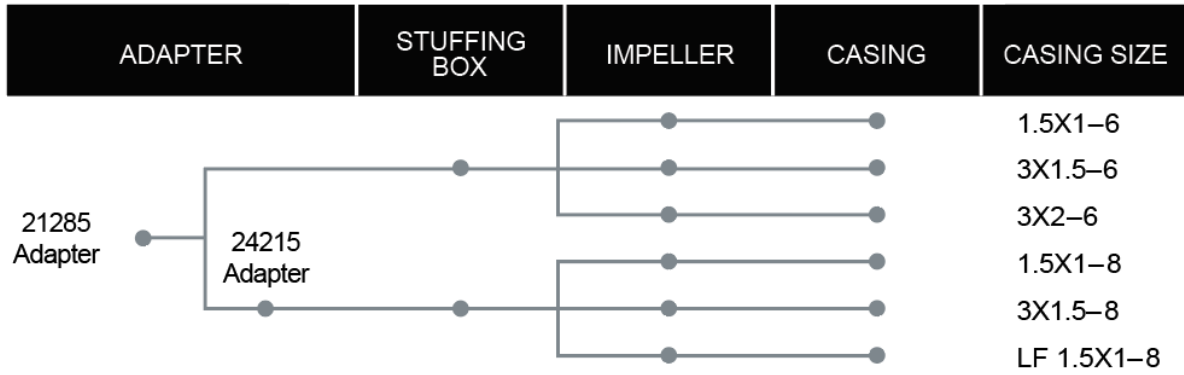 ADAPTER
STUFFING
BOX
IMPELLER
CASING
CASING SIZE
21285
Adapter
24215
Adapter
1.5X1–6
3X1.5–6
3X2–6
1.5X1–8
3X1.5–8
LF 1.5X1–8